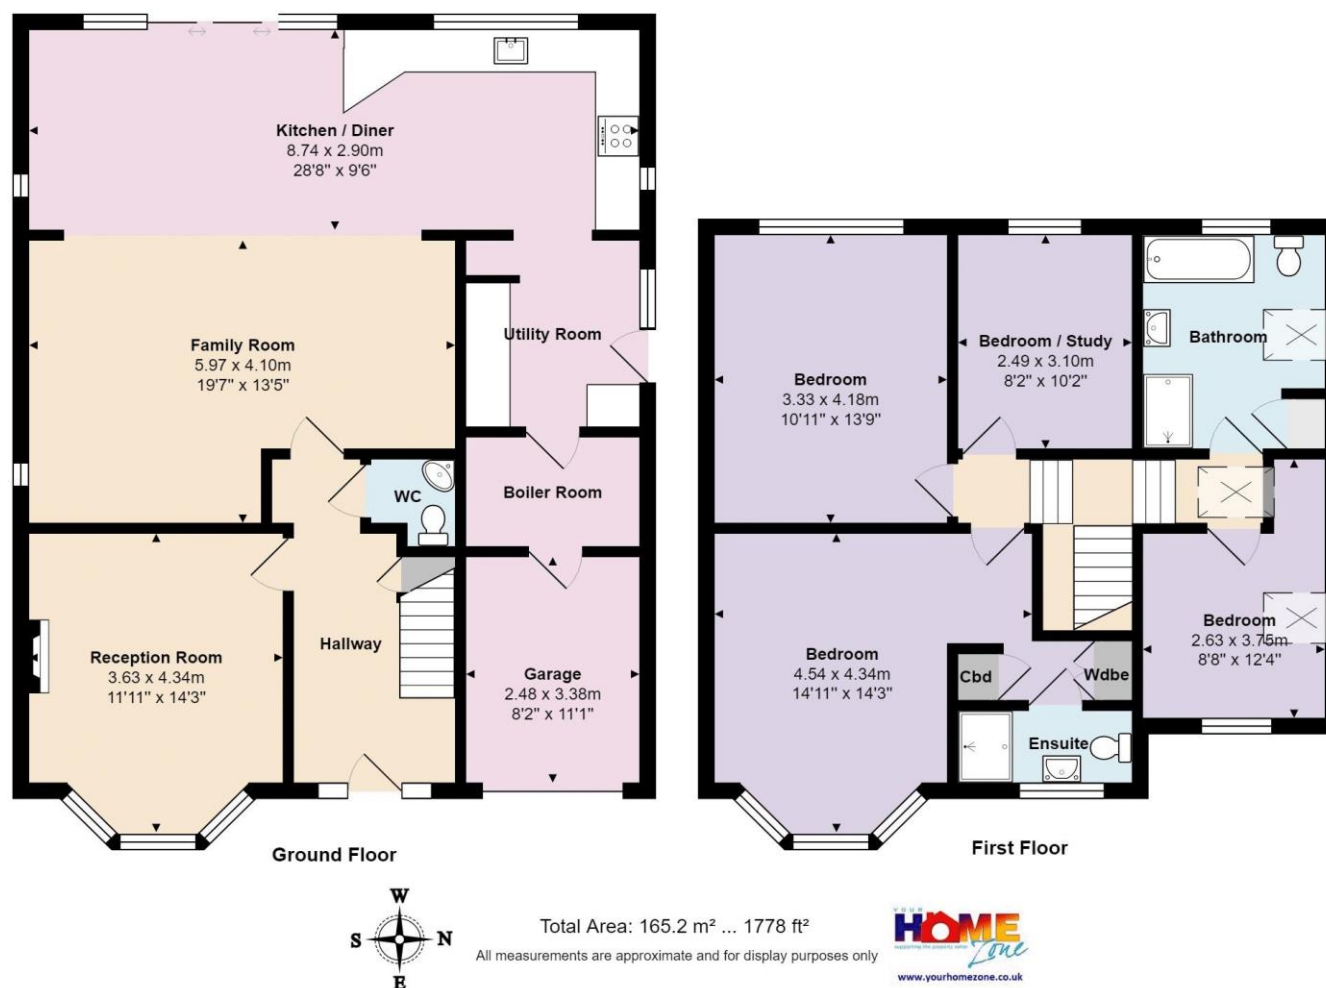 Kitchen / Diner
8.74 x 2.90m
28'8" x 9'6"
Family Room
5.97 x 4.10m
19'7" x 13'5"
Utility Room
WC
Boiler Room
Reception Room
3.63 x 4.34m
11'11" x 14'3"
Hallway
Garage
2.48 x 3.38m
8'2" x 11'1"
Ground Floor
Bedroom
3.33 x 4.18m
10'11" x 13'9"
Bedroom / Study
2.49 x 3.10m
8'2" x 10'2"
Bathroom
Bedroom
4.54 x 4.34m
14'11" x 14'3"
Cbd
Wdbe
Ensuite
Bedroom
2.63 x 3.75m
8'8" x 12'4"
First Floor
W
S N
E
Total Area: 165.2 m² ... 1778 ft²
All measurements are approximate and for display purposes only
YOUR
HOME
supporting the property seller
Zone
www.yourhomezone.co.uk